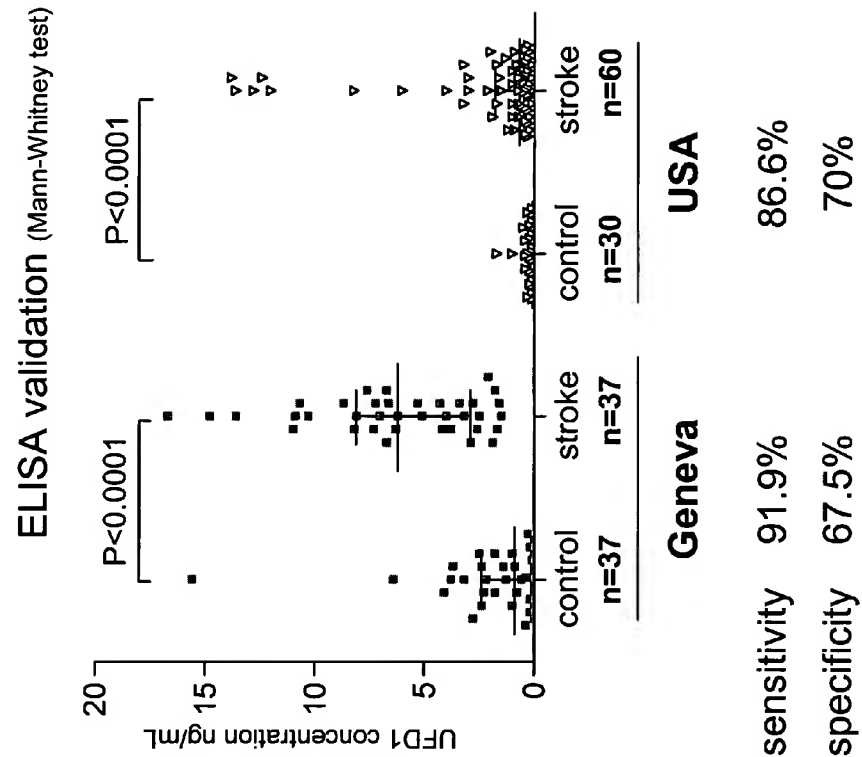 ELISA validation (Mann-Whitney test)
P<0.0001 P<0.0001
20
15
10
5
0
UFD1 concentration ng/mL
control stroke control stroke
n=37 n=37 n=30 n=60
Geneva USA
sensitivity 91.9% 86.6%
specificity 67.5% 70%